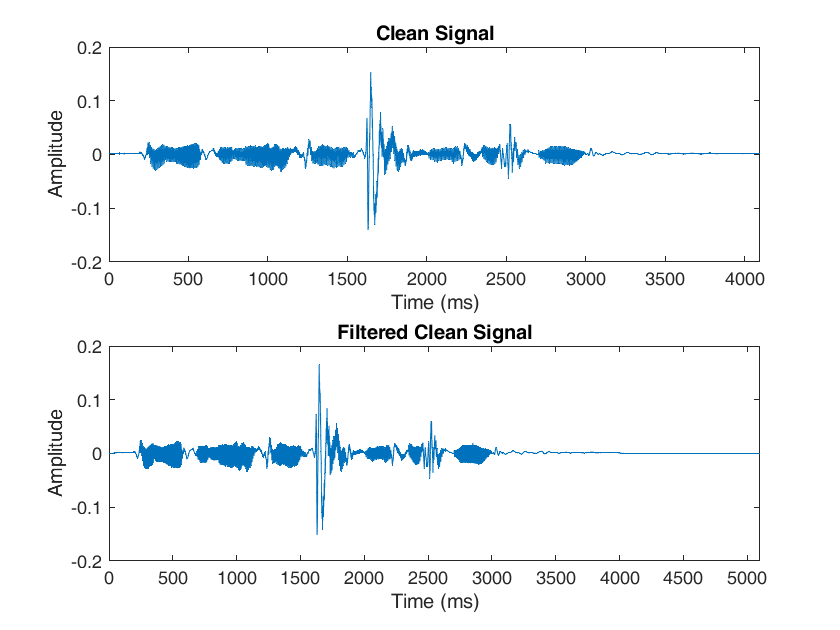 Clean Signal
0.2
0.1
0
-0.1
-0.2
Amplitude
0 500 1000 1500 2000 2500 3000 3500 4000
Time (ms)
Filtered Clean Signal
0.2
0.1
0
-0.1
-0.2
Amplitude
0 500 1000 1500 2000 2500 3000 3500 4000 4500 5000
Time (ms)